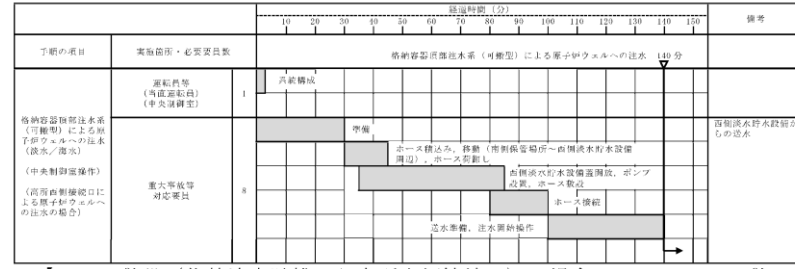 経過時間（分）
備考
10 20 30 40 50 60 70 80 90 100 110 120 130 140 150
手順の項目
実施箇所・必要要員数
格納容器頂部注水系（可搬型）による原子炉ウェルへの注水 140分
格納容器頂部注水系
（可搬型）による原
子炉ウェルへの注水
（淡水／海水）
（中央制御室操作）
（高所西側接続口に
よる原子炉ウェルへ
の注水の場合）
運転員等
（当直運転員）
（中央制御室）
1
系統構成
重大事故等
対応要員
8
準備
ホース積込み，移動（南側保管場所～西側淡水貯水設備
周辺），ホース荷卸し
西側淡水貯水設備蓋開放，ポンプ
設置，ホース敷設
ホース接続
送水準備，注水開始操作
西側淡水貯水設備か
らの送水